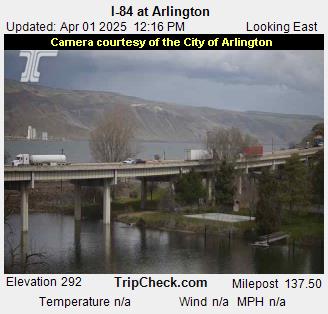 I-84 at Arlington
Updated: Apr 01 2025 12:16 PM Looking East
Camera courtesy of the City of Arlington
Elevation 292 TripCheck.com Milepost 137.50
Temperature n/a Wind n/a MPH n/a